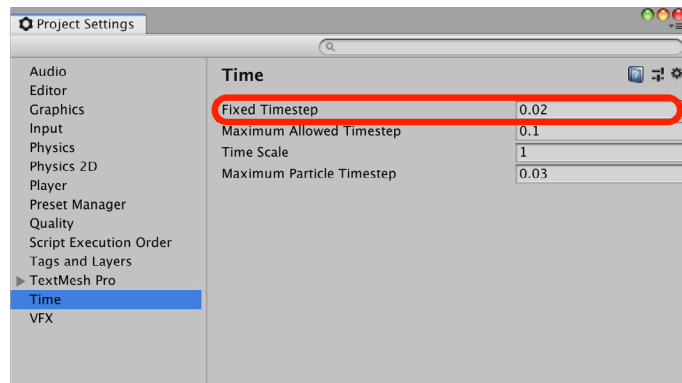 Project Settings
Audio
Editor
Graphics
Input
Physics
Physics 2D
Player
Preset Manager
Quality
Script Execution Order
Tags and Layers
TextMesh Pro
Time
VFX
Time
Fixed Timestep 0.02
Maximum Allowed Timestep 0.1
Time Scale 1
Maximum Particle Timestep 0.03